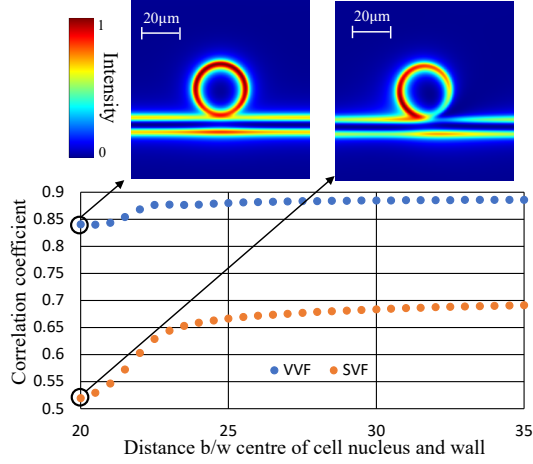 20μm
20μm
1
Intensity
0
Correlation coefficient
0.9
0.85
0.8
0.75
0.7
0.65
0.6
0.55
0.5
VVF SVF
20 25 30 35
Distance b/w centre of cell nucleus and wall